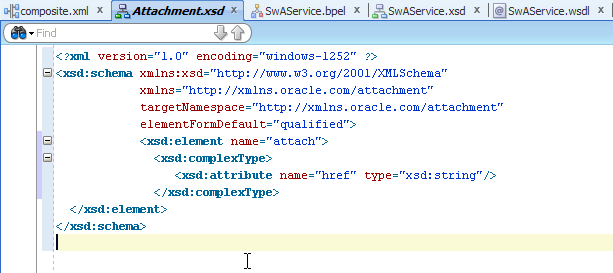 composite.xml Attachment.xsd SwAService.bpel SwAService.xsd SwAService.wsdl
Find
<?xml version="1.0" encoding="windows-1252" ?>
<xsd:schema xmlns:xsd="http://www.w3.org/2001/XMLSchema"
xmlns="http://xmlns.oracle.com/attachment"
targetNamespace="http://xmlns.oracle.com/attachment"
elementFormDefault="qualified">
<xsd:element name="attach">
<xsd:complexType>
<xsd:attribute name="href" type="xsd:string"/>
</xsd:complexType>
</xsd:element>
</xsd:schema>